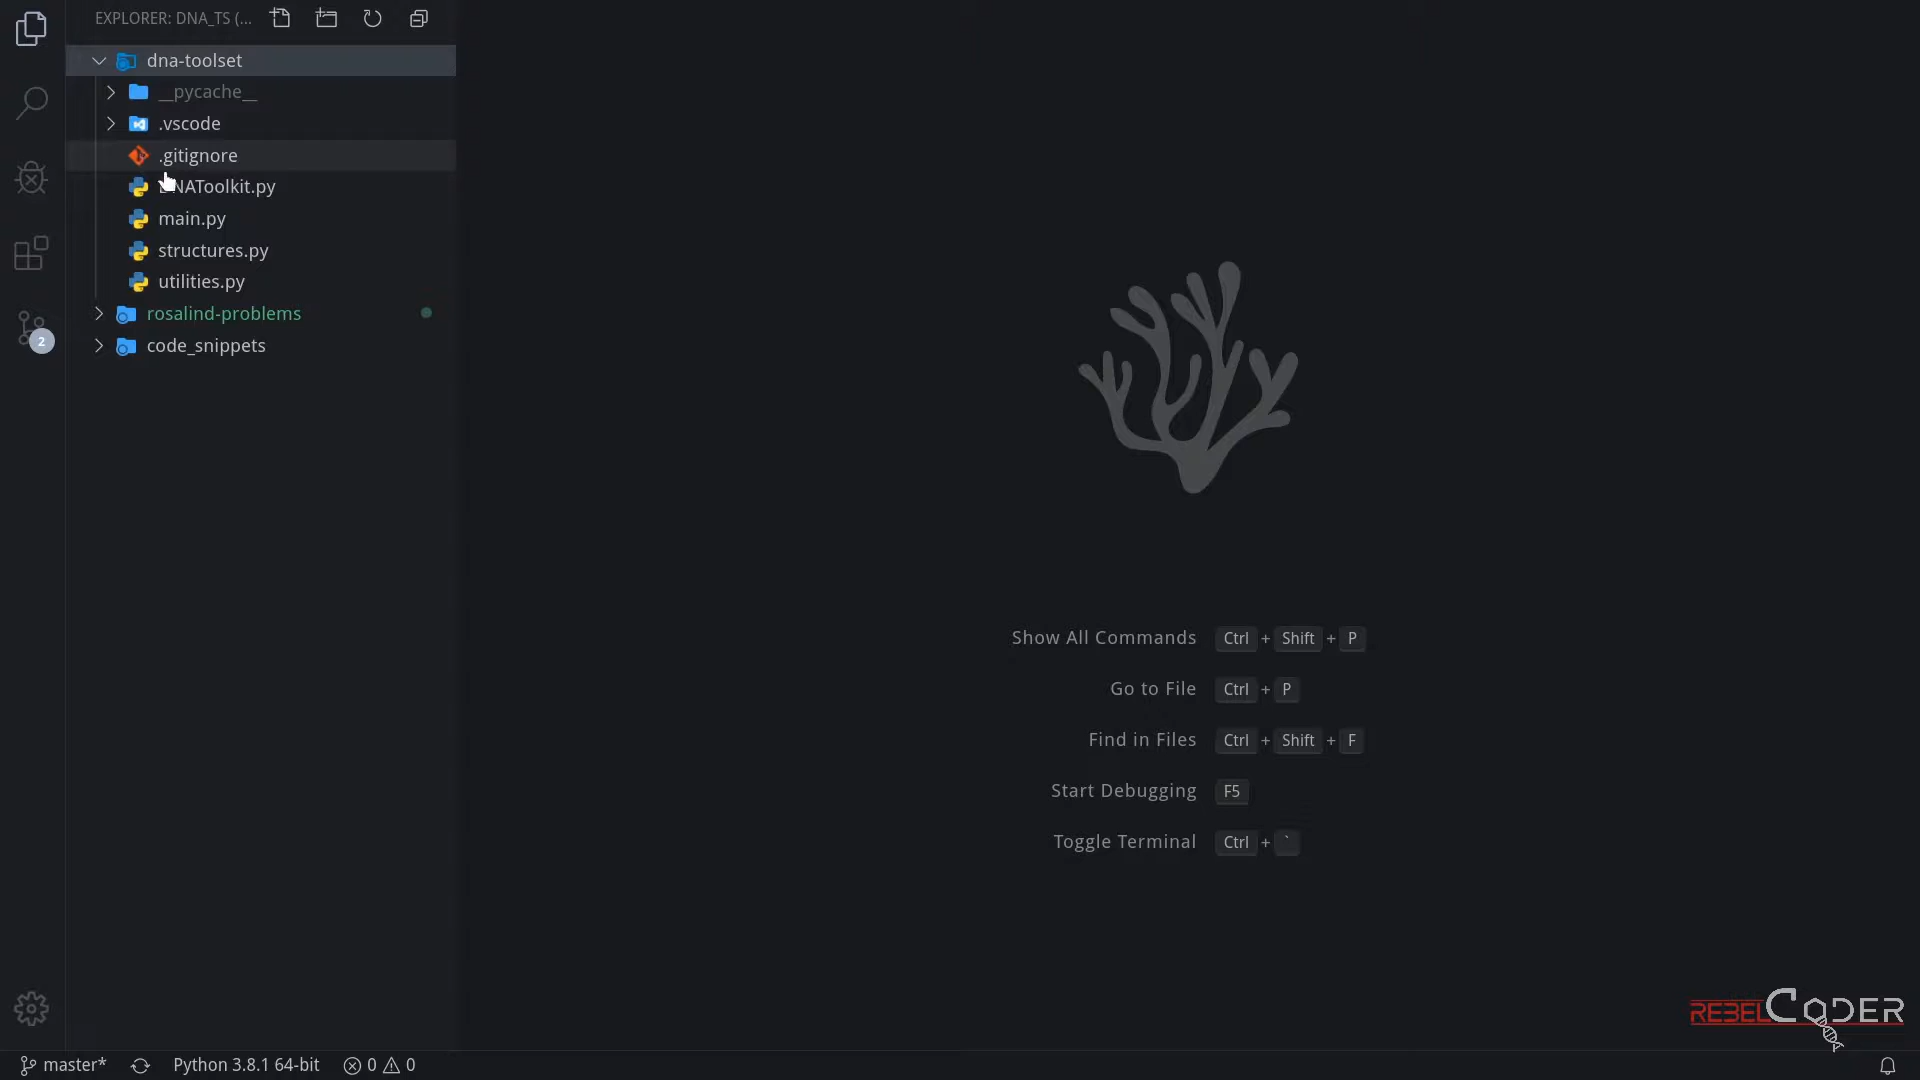 EXPLORER: DNA_TS (...
dna-toolset
__pycache__
.vscode
.gitignore
DNAToolkit.py
main.py
structures.py
utilities.py
rosalind-problems
code_snippets
2
Show All Commands Ctrl + Shift + P
Go to File Ctrl + P
Find in Files Ctrl + Shift + F
Start Debugging F5
Toggle Terminal Ctrl + `
REBELCODER
master* Python 3.8.1 64-bit 0 0